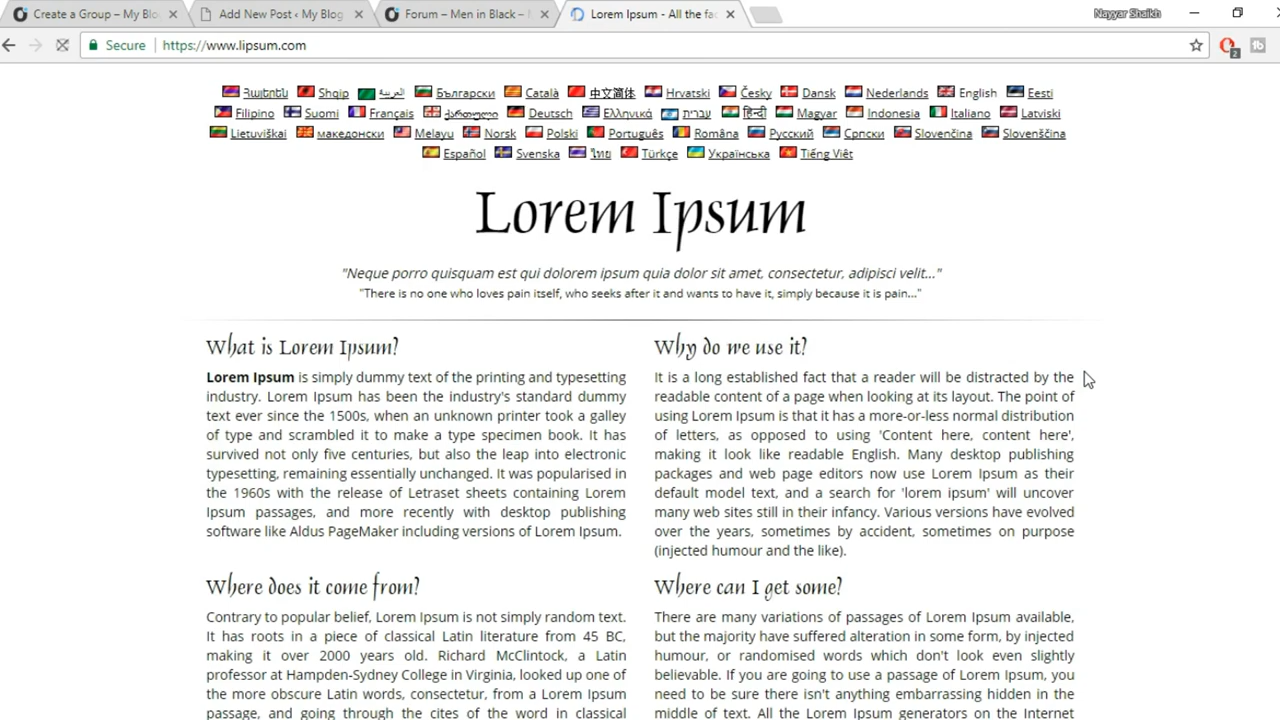 Create a Group – My Blo
Add New Post ‹ My Blog
Forum – Men in Black –
Lorem Ipsum - All the fac
Nayyar Shaikh
Secure
https://www.lipsum.com
2
Հայերեն Shqip العربية Български Català 中文简体 Hrvatski Česky Dansk Nederlands English Eesti
Filipino Suomi Français ქართული Deutsch Ελληνικά עברית हिन्दी Magyar Indonesia Italiano Latviski
Lietuviškai македонски Melayu Norsk Polski Português Româna Pyccкий Српски Slovenčina Slovenščina
Español Svenska ไทย Türkçe Українська Tiếng Việt
Lorem Ipsum
"Neque porro quisquam est qui dolorem ipsum quia dolor sit amet, consectetur, adipisci velit..."
"There is no one who loves pain itself, who seeks after it and wants to have it, simply because it is pain..."
What is Lorem Ipsum?
Lorem Ipsum is simply dummy text of the printing and typesetting
industry. Lorem Ipsum has been the industry's standard dummy
text ever since the 1500s, when an unknown printer took a galley
of type and scrambled it to make a type specimen book. It has
survived not only five centuries, but also the leap into electronic
typesetting, remaining essentially unchanged. It was popularised in
the 1960s with the release of Letraset sheets containing Lorem
Ipsum passages, and more recently with desktop publishing
software like Aldus PageMaker including versions of Lorem Ipsum.
Why do we use it?
It is a long established fact that a reader will be distracted by the
readable content of a page when looking at its layout. The point of
using Lorem Ipsum is that it has a more-or-less normal distribution
of letters, as opposed to using 'Content here, content here',
making it look like readable English. Many desktop publishing
packages and web page editors now use Lorem Ipsum as their
default model text, and a search for 'lorem ipsum' will uncover
many web sites still in their infancy. Various versions have evolved
over the years, sometimes by accident, sometimes on purpose
(injected humour and the like).
Where does it come from?
Contrary to popular belief, Lorem Ipsum is not simply random text.
It has roots in a piece of classical Latin literature from 45 BC,
making it over 2000 years old. Richard McClintock, a Latin
professor at Hampden-Sydney College in Virginia, looked up one of
the more obscure Latin words, consectetur, from a Lorem Ipsum
passage, and going through the cites of the word in classical
Where can I get some?
There are many variations of passages of Lorem Ipsum available,
but the majority have suffered alteration in some form, by injected
humour, or randomised words which don't look even slightly
believable. If you are going to use a passage of Lorem Ipsum, you
need to be sure there isn't anything embarrassing hidden in the
middle of text. All the Lorem Ipsum generators on the Internet